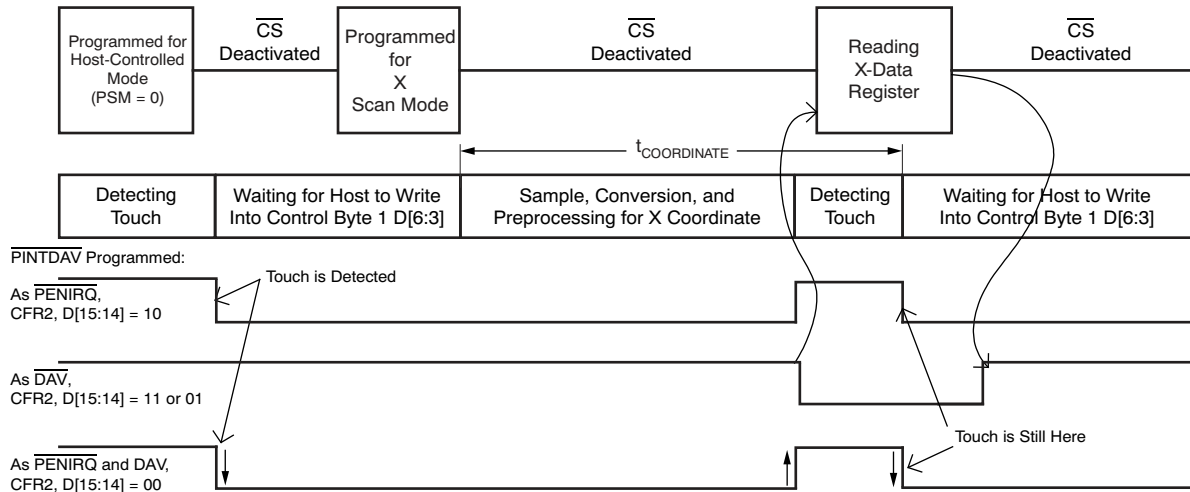 Programmed for
Host-Controlled
Mode
(PSM = 0)
CS
Deactivated
Programmed
for
X
Scan Mode
CS
Deactivated
Reading
X-Data
Register
CS
Deactivated
tCOORDINATE
Detecting
Touch
Waiting for Host to Write
Into Control Byte 1 D[6:3]
Sample, Conversion, and
Preprocessing for X Coordinate
Detecting
Touch
Waiting for Host to Write
Into Control Byte 1 D[6:3]
PINTDAV Programmed:
Touch is Detected
As PENIRQ,
CFR2, D[15:14] = 10
As DAV,
CFR2, D[15:14] = 11 or 01
Touch is Still Here
As PENIRQ and DAV,
CFR2, D[15:14] = 00